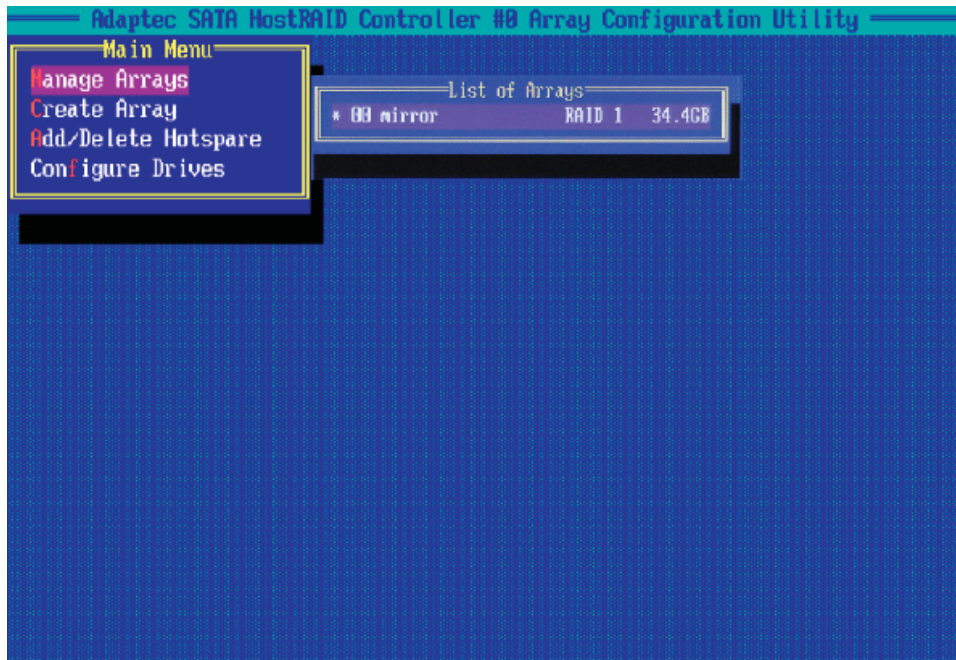 Adaptec SATA HostRAID Controller #0 Array Configuration Utility
Main Menu
Manage Arrays
Create Array
Add/Delete Hotspare
Configure Drives
List of Arrays
* 00 mirror RAID 1 34.4GB